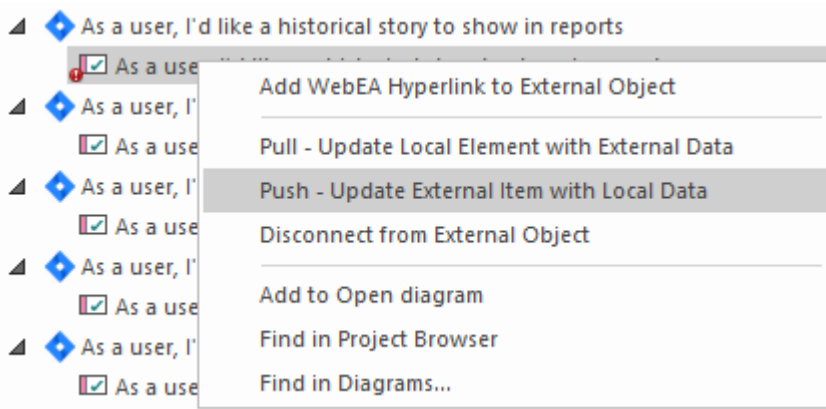 As a user, I'd like a historical story to show in reports
As a use
Add WebEA Hyperlink to External Object
As a user, I'
As a use
Pull - Update Local Element with External Data
As a user, I'
Push - Update External Item with Local Data
As a use
Disconnect from External Object
As a user, I'
Add to Open diagram
As a use
As a user, I'
Find in Project Browser
As a use
Find in Diagrams...